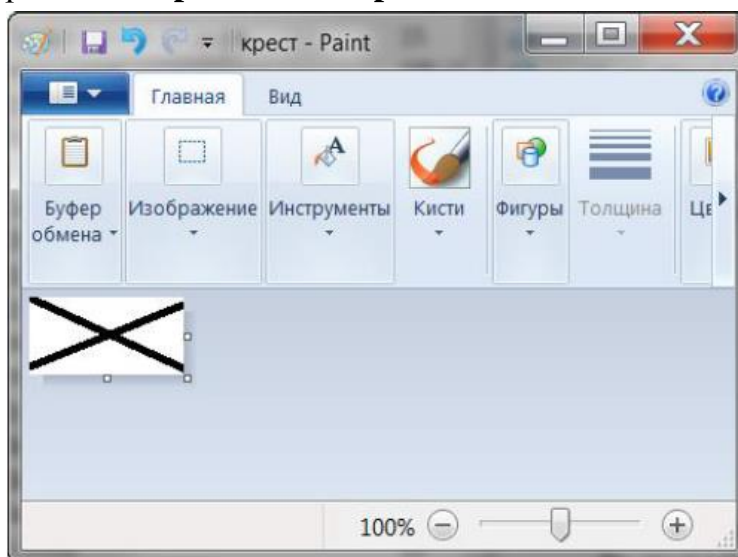 крест - Paint
Главная Вид
Буфер обмена Изображение Инструменты Кисти Фигуры Толщина
100%